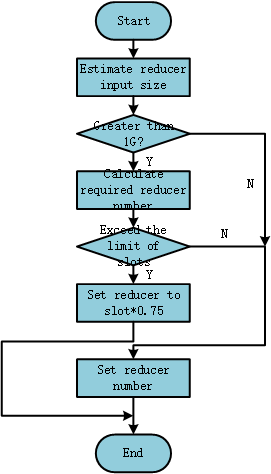 Start
Estimate reducer
input size
Greater than
1G?
Y
Calculate
required reducer
number
N
Exceed the
limit of
slots
N
Y
Set reducer to
slot*0.75
Set reducer
number
End